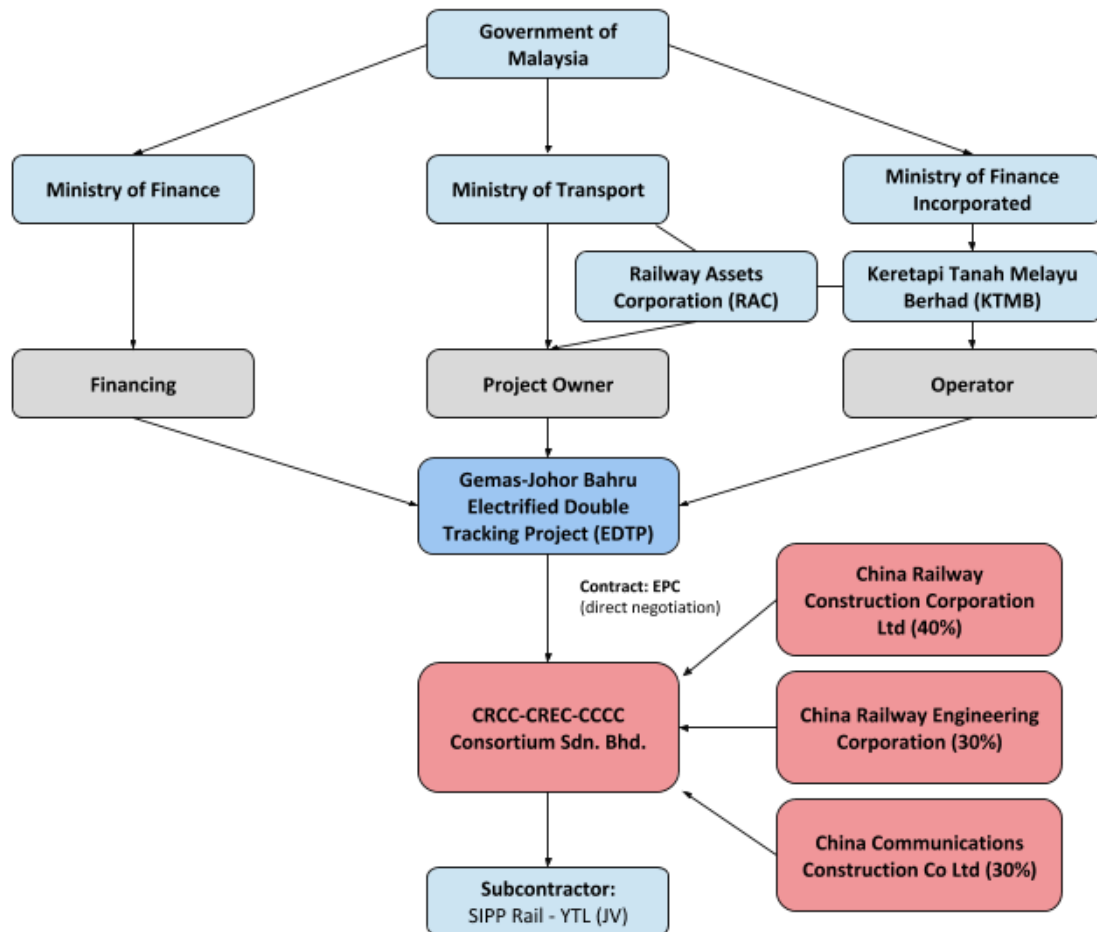 Government of
Malaysia
Ministry of Finance
Ministry of Transport
Ministry of Finance
Incorporated
Railway Assets
Corporation (RAC)
Keretapi Tanah Melayu
Berhad (KTMB)
Financing
Project Owner
Operator
Gemas-Johor Bahru
Electrified Double
Tracking Project (EDTP)
Contract: EPC
(direct negotiation)
China Railway
Construction Corporation
Ltd (40%)
CRCC-CREC-CCCC
Consortium Sdn. Bhd.
China Railway Engineering
Corporation (30%)
China Communications
Construction Co Ltd (30%)
Subcontractor:
SIPP Rail - YTL (JV)